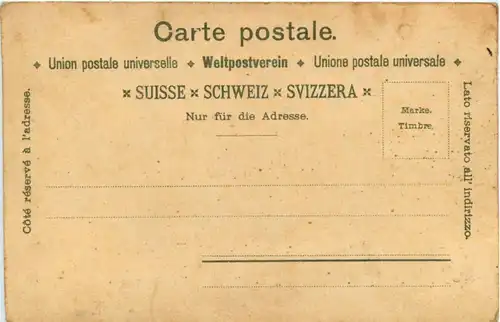 Carte postale.
✦ Union postale universelle ✦ Weltpostverein ✦ Unione postale universale ✦
× SUISSE × SCHWEIZ × SVIZZERA ×
Nur für die Adresse.
Marke.
Timbre.
Côté réservé à l'adresse.
Lato riservato all' indirizzo.